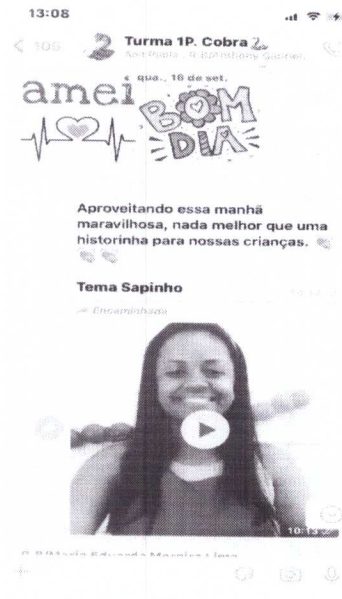 13:08
106
Turma 1P. Cobra
qua., 16 de set.
amei
BOM
DIA
Aproveitando essa manhã
maravilhosa, nada melhor que uma
historinha para nossas crianças.
Tema Sapinho
Encaminhada
10:13